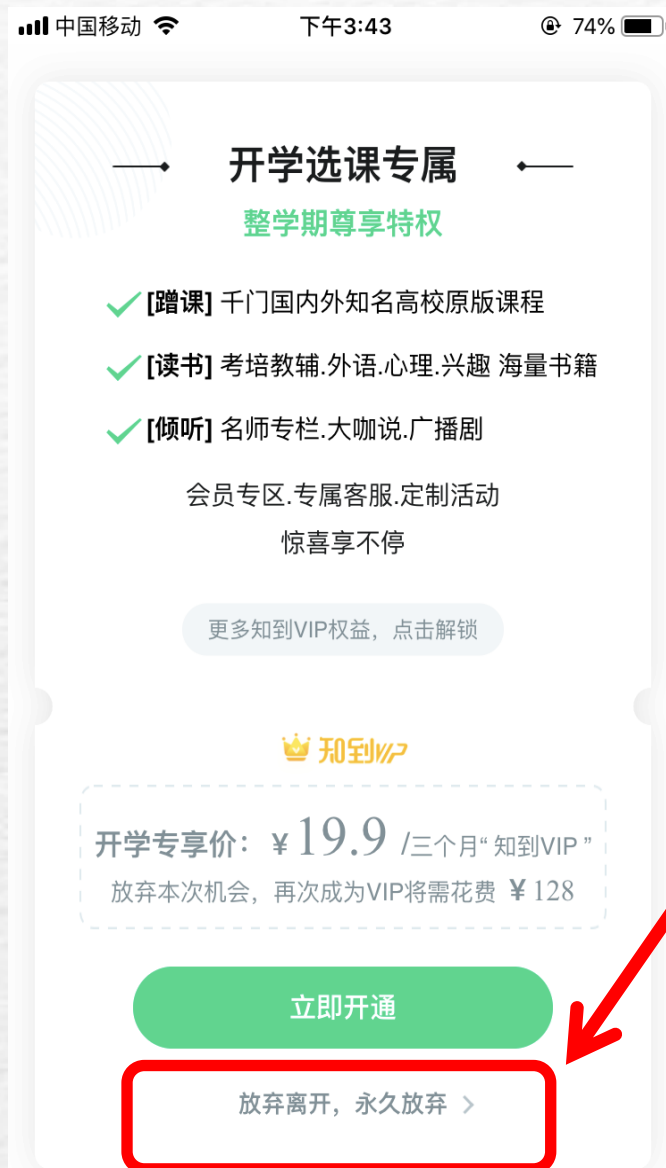 中国移动 下午3:43 74%
开学选课专属
整学期尊享特权
[蹭课] 千门国内外知名高校原版课程
[读书] 考培教辅.外语.心理.兴趣 海量书籍
[倾听] 名师专栏.大咖说.广播剧
会员专区.专属客服.定制活动
惊喜享不停
更多知到VIP权益，点击解锁
知到VIP
开学专享价：¥19.9 /三个月“ 知到VIP ”
放弃本次机会，再次成为VIP将需花费 ¥128
立即开通
放弃离开，永久放弃 >